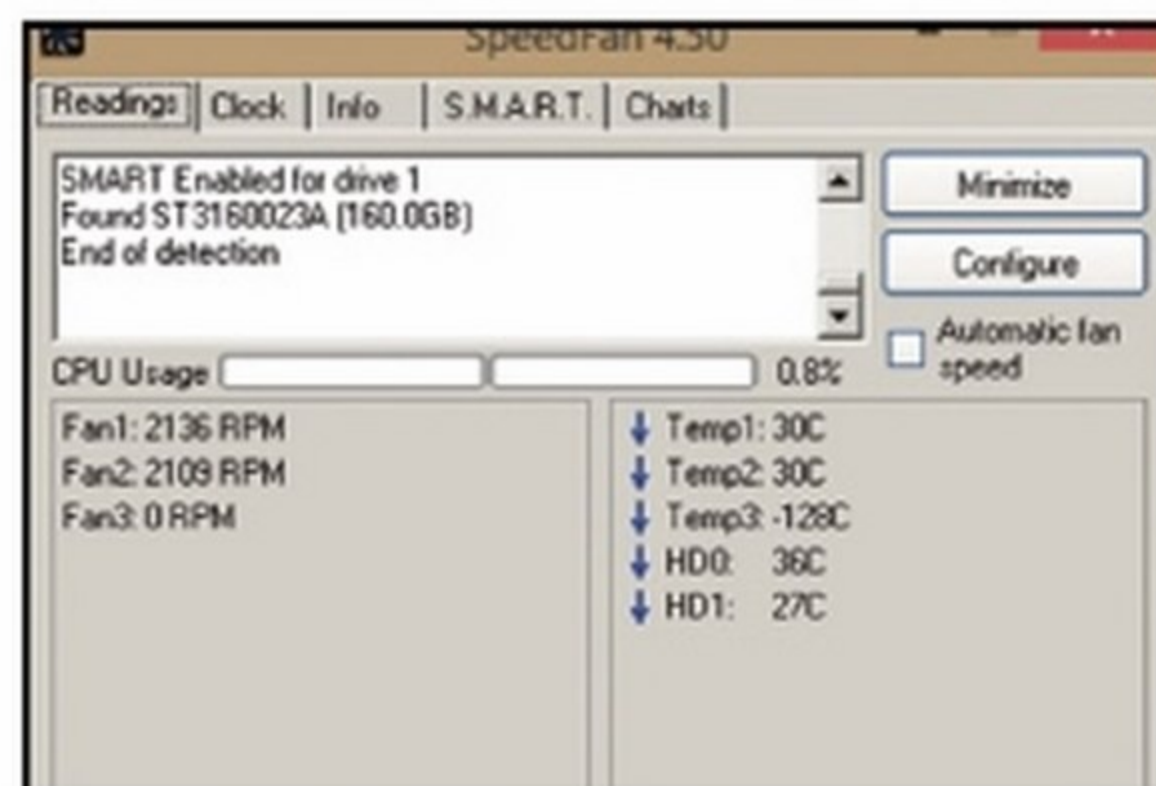 SpeedFan 4.50
Readings Clock Info S.M.A.R.T. Charts
SMART Enabled for drive 1
Found ST3160023A (160.0GB)
End of detection
Minimize
Configure
Automatic fan
speed
CPU Usage 0.8%
Fan1: 2136 RPM
Fan2: 2109 RPM
Fan3: 0 RPM
Temp1: 30C
Temp2: 30C
Temp3: -128C
HD0: 36C
HD1: 27C